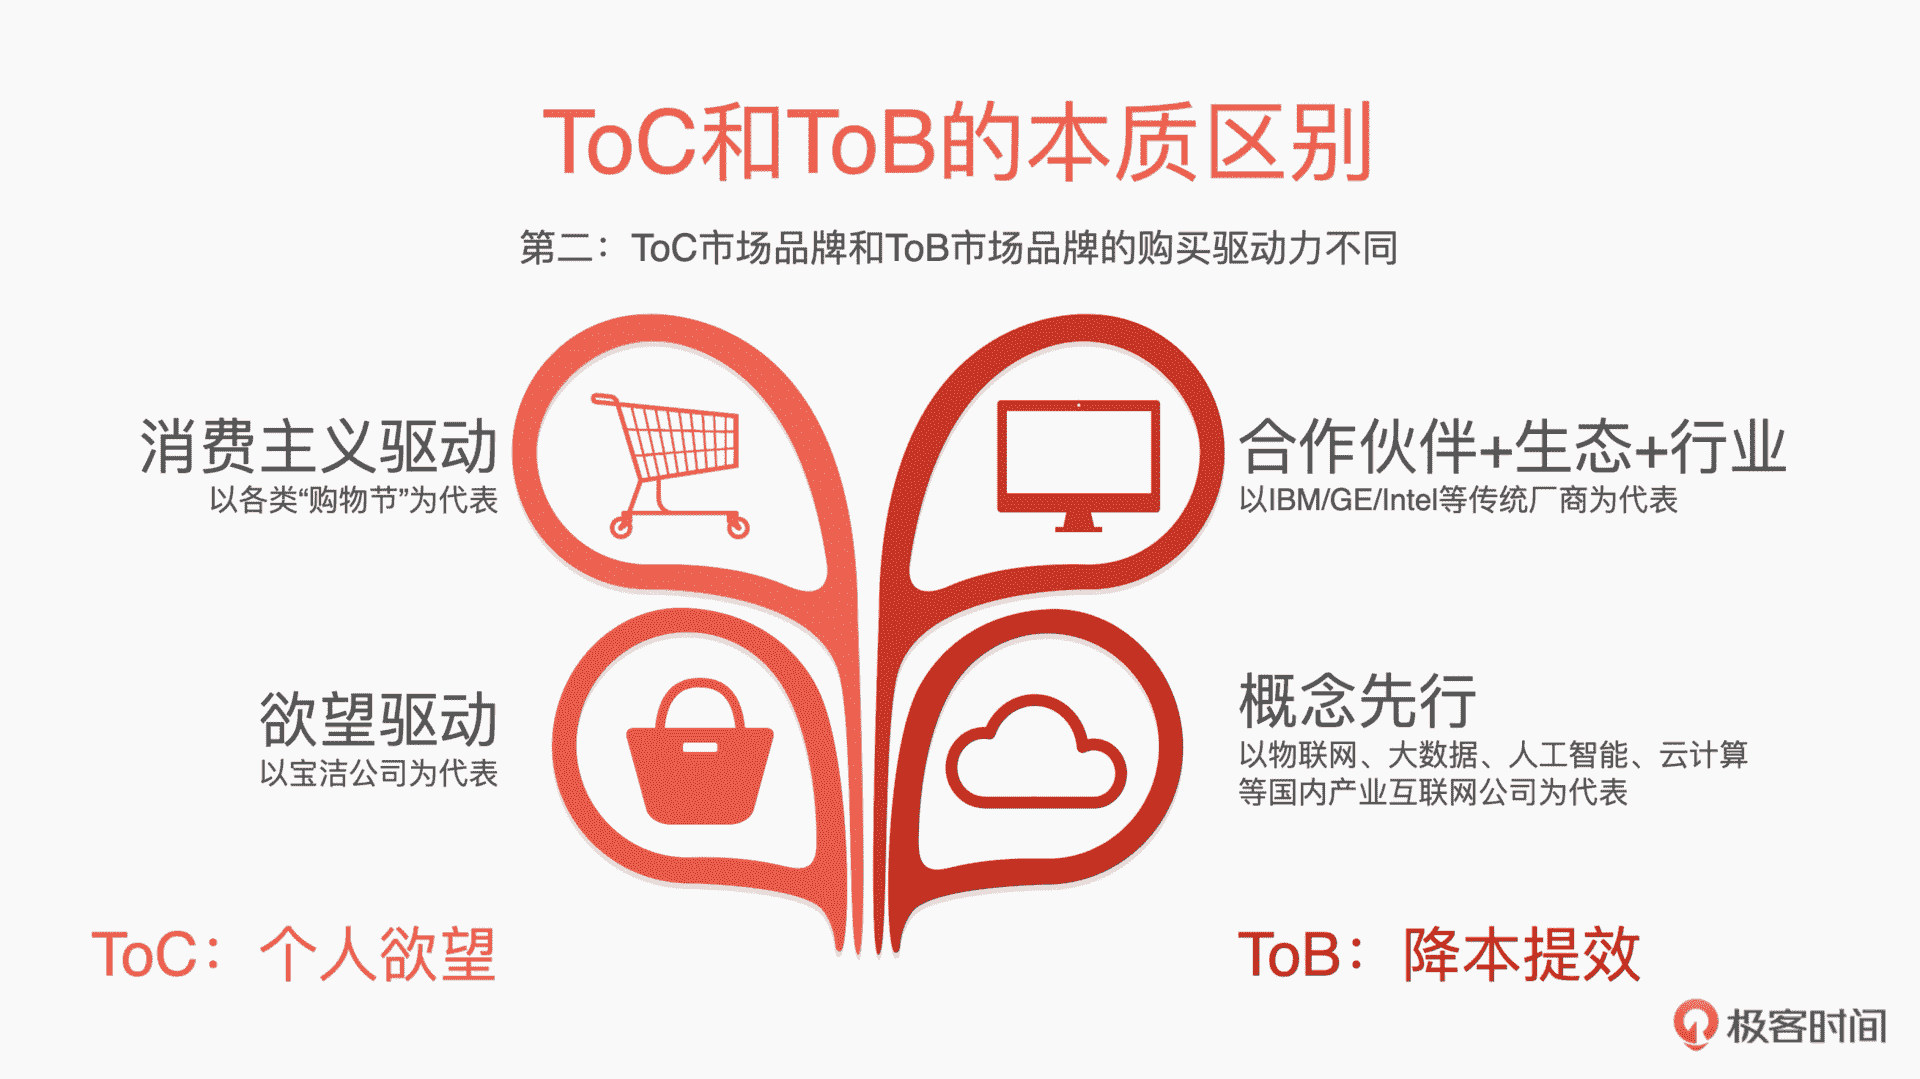 ToC和ToB的本质区别
第二：ToC市场品牌和ToB市场品牌的购买驱动力不同
消费主义驱动
以各类“购物节”为代表
欲望驱动
以宝洁公司为代表
ToC：个人欲望
合作伙伴+生态+行业
以IBM/GE/Intel等传统厂商为代表
概念先行
以物联网、大数据、人工智能、云计算
等国内产业互联网公司为代表
ToB：降本提效
极客时间